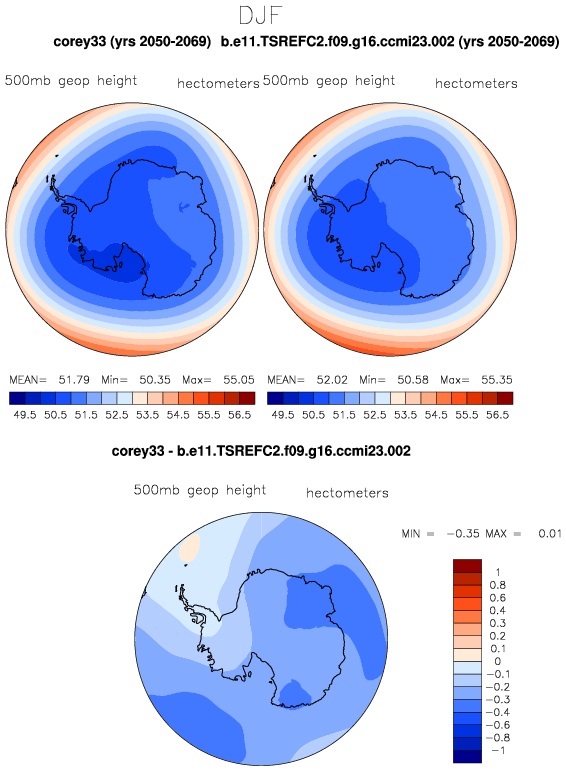 DJF
corey33 (yrs 2050-2069) b.e11.TSREFC2.f09.g16.ccmi23.002 (yrs 2050-2069)
500mb geop height hectometers 500mb geop height hectometers
MEAN= 51.79 Min= 50.35 Max= 55.05 MEAN= 52.02 Min= 50.58 Max= 55.35
49.5 50.5 51.5 52.5 53.5 54.5 55.5 56.5 49.5 50.5 51.5 52.5 53.5 54.5 55.5 56.5
corey33 - b.e11.TSREFC2.f09.g16.ccmi23.002
500mb geop height hectometers
MIN = -0.35 MAX = 0.01
1
0.8
0.6
0.4
0.3
0.2
0.1
0
-0.1
-0.2
-0.3
-0.4
-0.6
-0.8
-1